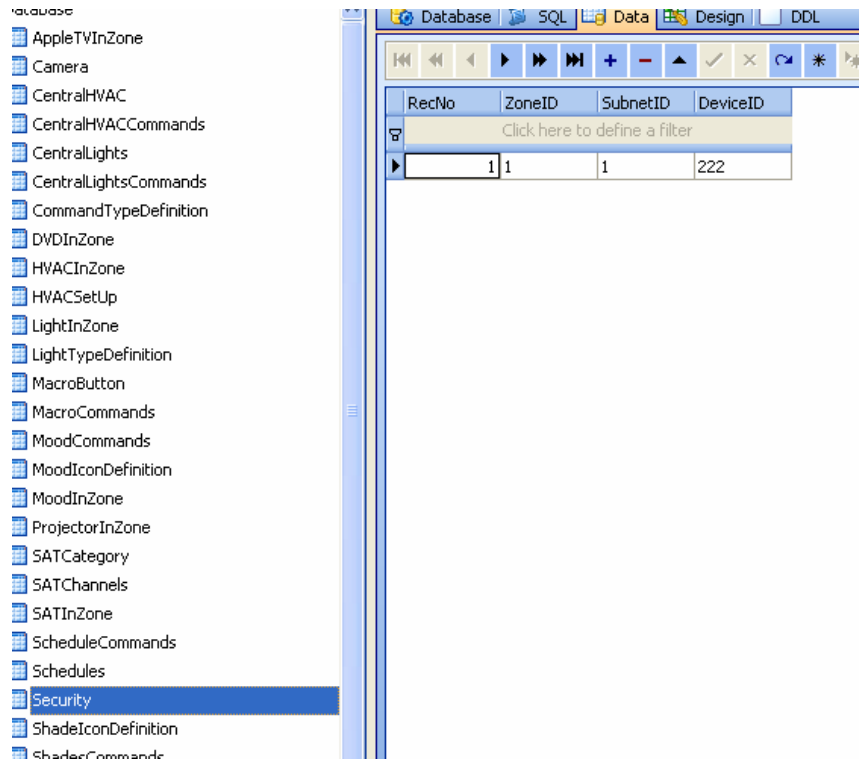 Database
AppleTVInZone
Camera
CentralHVAC
CentralHVACCommands
CentralLights
CentralLightsCommands
CommandTypeDefinition
DVDInZone
HVACInZone
HVACSetUp
LightInZone
LightTypeDefinition
MacroButton
MacroCommands
MoodCommands
MoodIconDefinition
MoodInZone
ProjectorInZone
SATCategory
SATChannels
SATInZone
ScheduleCommands
Schedules
Security
ShadeIconDefinition
ShadesCommands
Database SQL Data Design DDL
RecNo ZoneID SubnetID DeviceID
Click here to define a filter
1 1 1 222